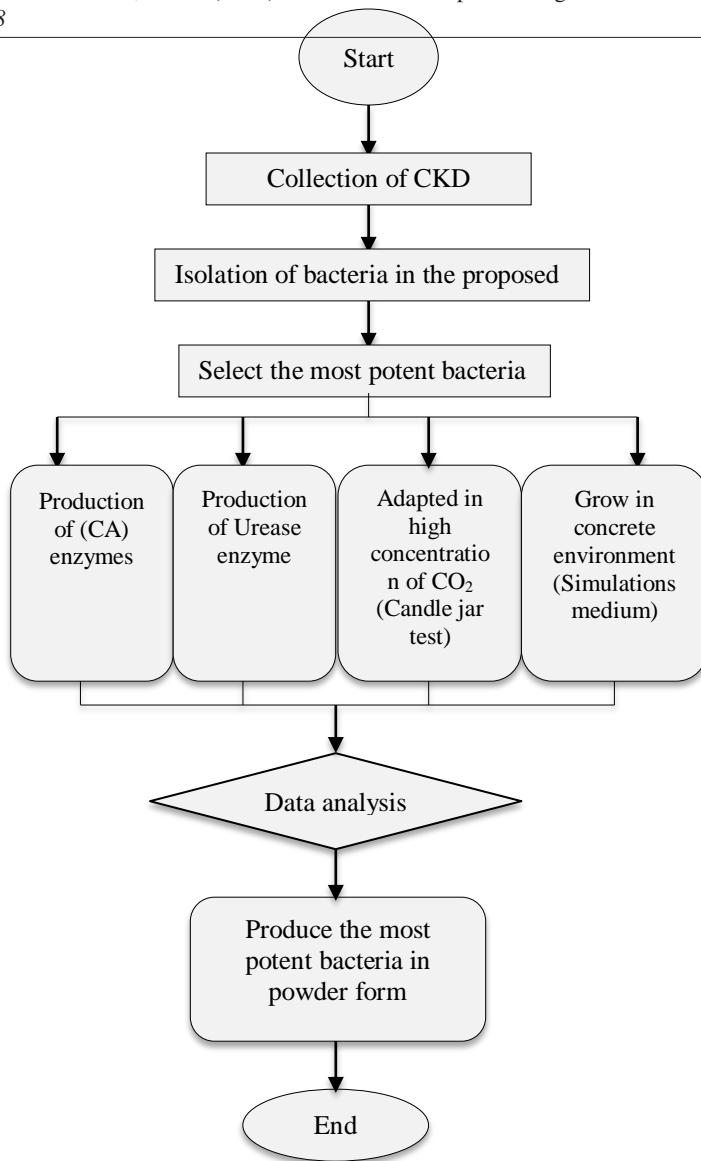 8
Start
Collection of CKD
Isolation of bacteria in the proposed
Select the most potent bacteria
Production
of (CA)
enzymes
Production
of Urease
enzyme
Adapted in
high
concentratio
n of CO₂
(Candle jar
test)
Grow in
concrete
environment
(Simulations
medium)
Data analysis
Produce the most
potent bacteria in
powder form
End